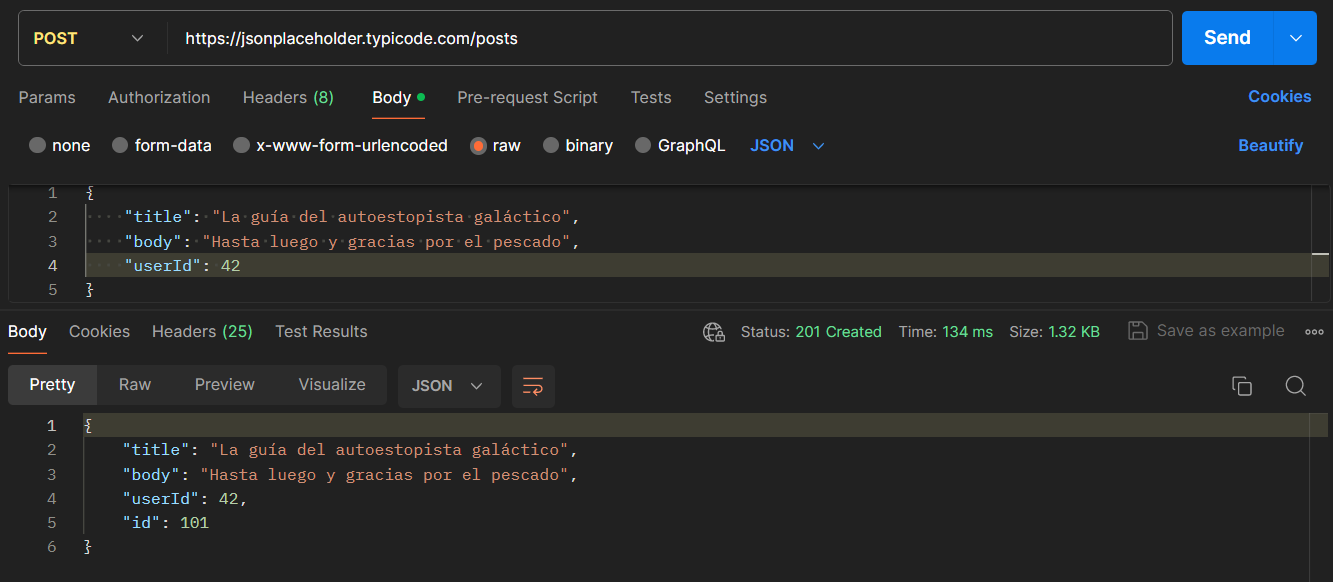 POST https://jsonplaceholder.typicode.com/posts Send
Params Authorization Headers (8) Body Pre-request Script Tests Settings Cookies
none form-data x-www-form-urlencoded raw binary GraphQL JSON Beautify
1 {
2 "title": "La guía del autoestopista galáctico",
3 "body": "Hasta luego y gracias por el pescado",
4 "userId": 42
5 }
Body Cookies Headers (25) Test Results Status: 201 Created Time: 134 ms Size: 1.32 KB Save as example
Pretty Raw Preview Visualize JSON
1 {
2 "title": "La guía del autoestopista galáctico",
3 "body": "Hasta luego y gracias por el pescado",
4 "userId": 42,
5 "id": 101
6 }